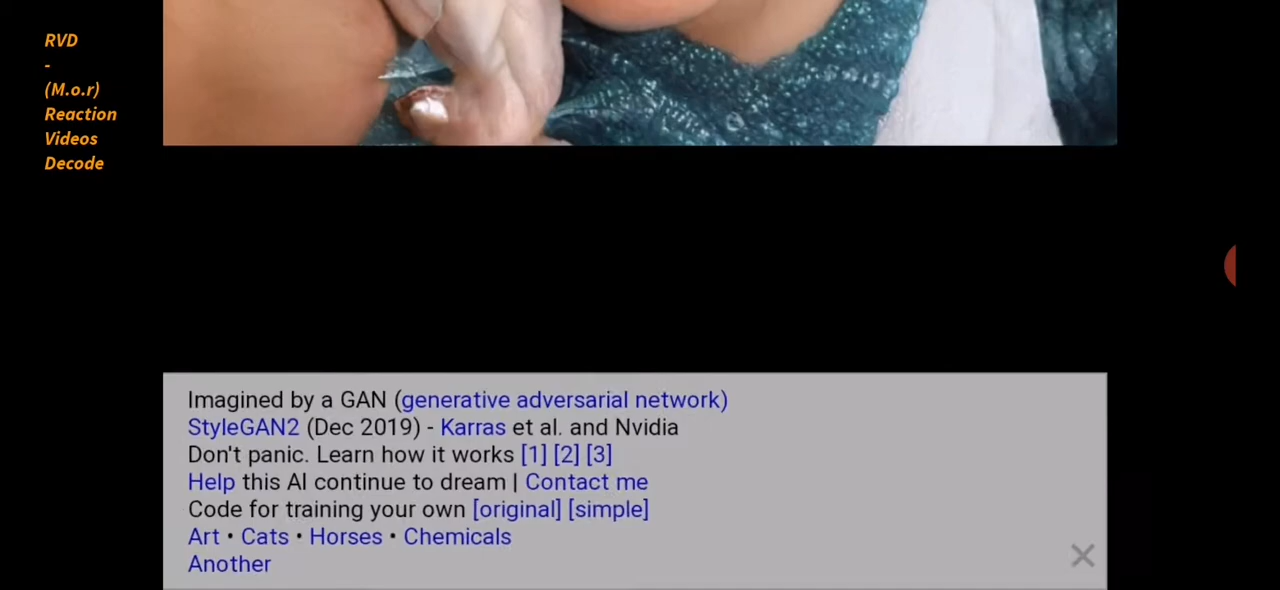 RVD
-
(M.o.r)
Reaction
Videos
Decode
Imagined by a GAN (generative adversarial network)
StyleGAN2 (Dec 2019) - Karras et al. and Nvidia
Don't panic. Learn how it works [1] [2] [3]
Help this AI continue to dream | Contact me
Code for training your own [original] [simple]
Art • Cats • Horses • Chemicals
Another